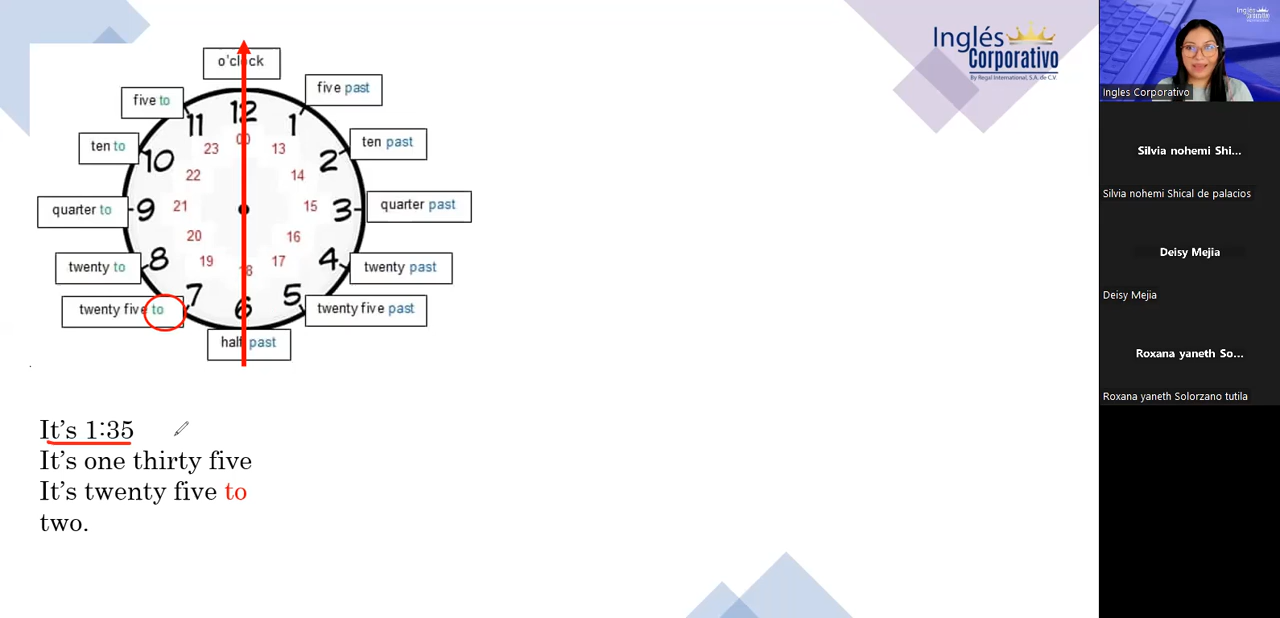 o'clock
five past
five to
ten past
ten to
quarter past
quarter to
twenty past
twenty to
twenty five past
twenty five to
half past
12
1
2
3
4
5
6
7
8
9
10
11
00
13
14
15
16
17
18
19
20
21
22
23
It's 1:35
It's one thirty five
It's twenty five to
two.
Inglés
Corporativo
By Regal International, S.A. de C.V.
Inglés
Ingles Corporativo
Silvia nohemi Shi...
Silvia nohemi Shical de palacios
Deisy Mejia
Deisy Mejia
Roxana yaneth So...
Roxana yaneth Solorzano tutila